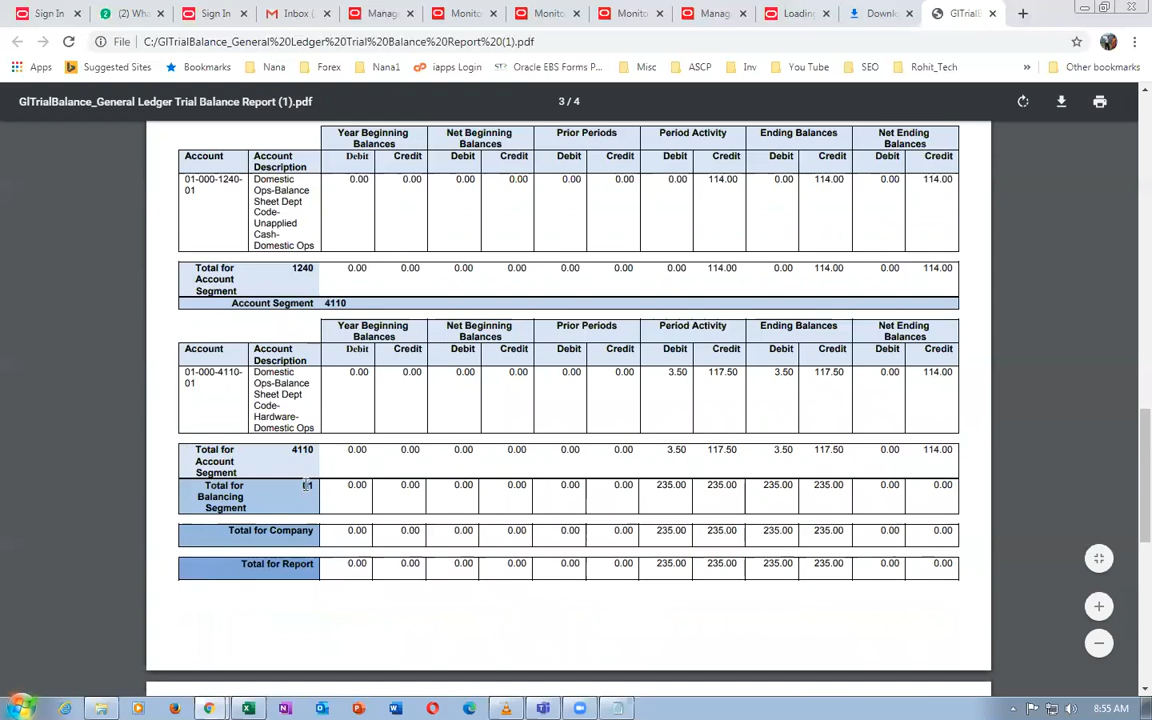 Sign In
(2) Wha
Sign In
Inbox (
Manag
Monito
Monito
Monito
Manag
Loadin
Downlo
GlTrialE
File C:/GlTrialBalance_General%20Ledger%20Trial%20Balance%20Report%20(1).pdf
Apps Suggested Sites Bookmarks Nana Forex Nana1 iapps Login Oracle EBS Forms P... Misc ASCP Inv You Tube SEO Rohit_Tech » Other bookmarks
GlTrialBalance_General Ledger Trial Balance Report (1).pdf 3 / 4
Year Beginning Balances Net Beginning Balances Prior Periods Period Activity Ending Balances Net Ending Balances
Account Account Description Debit Credit Debit Credit Debit Credit Debit Credit Debit Credit Debit Credit
01-000-1240- Domestic 0.00 0.00 0.00 0.00 0.00 0.00 0.00 114.00 0.00 114.00 0.00 114.00
01 Ops-Balance
Sheet Dept
Code-
Unapplied
Cash-
Domestic Ops
Total for 1240 0.00 0.00 0.00 0.00 0.00 0.00 0.00 114.00 0.00 114.00 0.00 114.00
Account
Segment
Account Segment 4110
Year Beginning Balances Net Beginning Balances Prior Periods Period Activity Ending Balances Net Ending Balances
Account Account Description Debit Credit Debit Credit Debit Credit Debit Credit Debit Credit Debit Credit
01-000-4110- Domestic 0.00 0.00 0.00 0.00 0.00 0.00 3.50 117.50 3.50 117.50 0.00 114.00
01 Ops-Balance
Sheet Dept
Code-
Hardware-
Domestic Ops
Total for 4110 0.00 0.00 0.00 0.00 0.00 0.00 3.50 117.50 3.50 117.50 0.00 114.00
Account
Segment
Total for 01 0.00 0.00 0.00 0.00 0.00 0.00 235.00 235.00 235.00 235.00 0.00 0.00
Balancing
Segment
Total for Company 0.00 0.00 0.00 0.00 0.00 0.00 235.00 235.00 235.00 235.00 0.00 0.00
Total for Report 0.00 0.00 0.00 0.00 0.00 0.00 235.00 235.00 235.00 235.00 0.00 0.00
8:55 AM